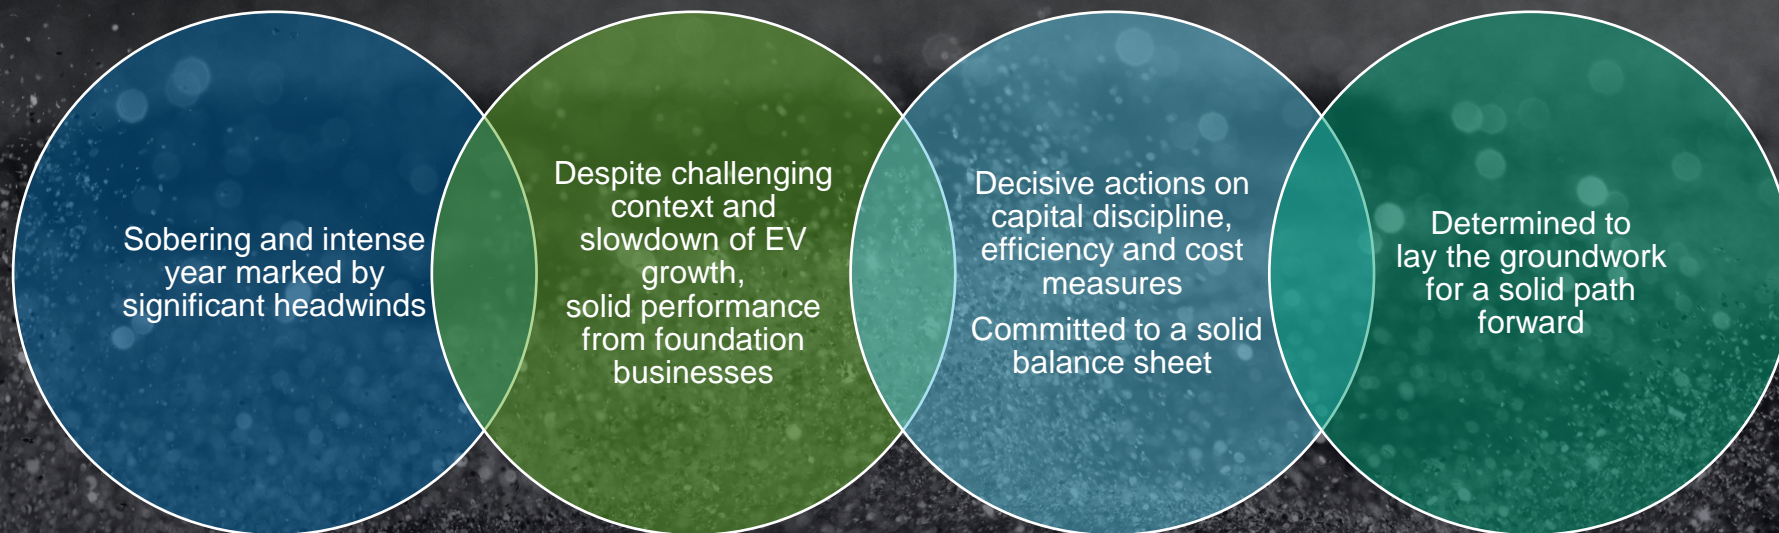 Sobering and intense
year marked by
significant headwinds
Despite challenging
context and
slowdown of EV
growth,
solid performance
from foundation
businesses
Decisive actions on
capital discipline,
efficiency and cost
measures
Committed to a solid
balance sheet
Determined to
lay the groundwork
for a solid path
forward